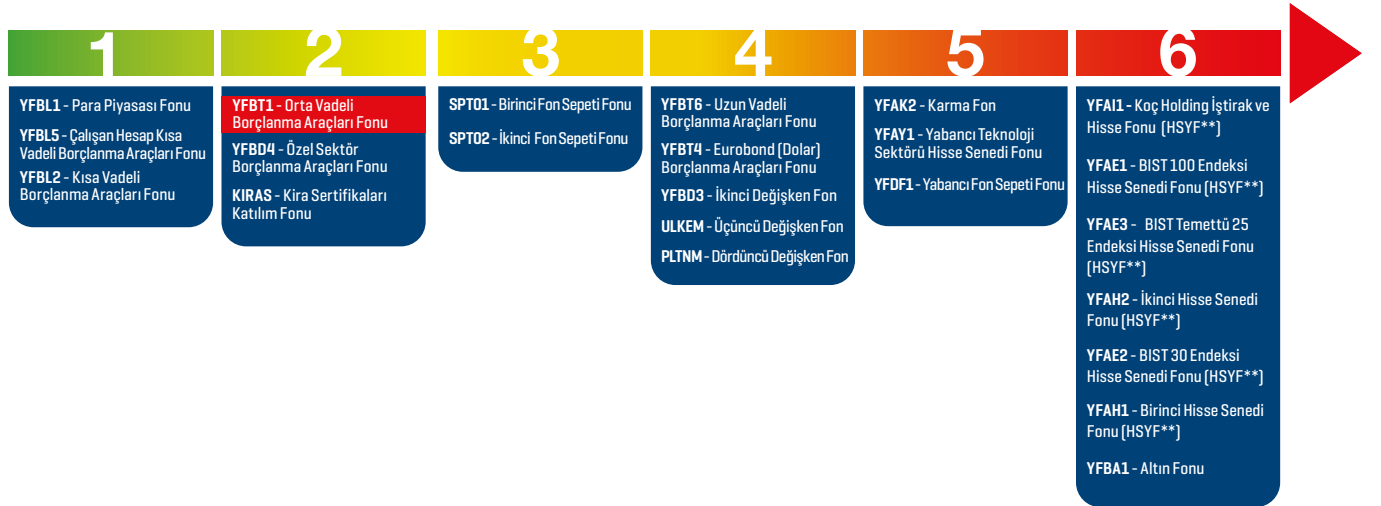 1
YFBL1 - Para Piyasası Fonu
YFBL5 - Çalışan Hesap Kısa
Vadeli Borçlanma Araçları Fonu
YFBL2 - Kısa Vadeli
Borçlanma Araçları Fonu
2
YFBT1 - Orta Vadeli
Borçlanma Araçları Fonu
YFBD4 - Özel Sektör
Borçlanma Araçları Fonu
KIRAS - Kira Sertifikaları
Katılım Fonu
3
SPT01 - Birinci Fon Sepeti Fonu
SPT02 - İkinci Fon Sepeti Fonu
4
YFBT6 - Uzun Vadeli
Borçlanma Araçları Fonu
YFBT4 - Eurobond (Dolar)
Borçlanma Araçları Fonu
YFBD3 - İkinci Değişken Fon
ULKEM - Üçüncü Değişken Fon
PLTNM - Dördüncü Değişken Fon
5
YFAK2 - Karma Fon
YFAY1 - Yabancı Teknoloji
Sektörü Hisse Senedi Fonu
YFDF1 - Yabancı Fon Sepeti Fonu
6
YFAI1 - Koç Holding İştirak ve
Hisse Fonu (HSYF**)
YFAE1 - BIST 100 Endeksi
Hisse Senedi Fonu (HSYF**)
YFAE3 - BIST Temettü 25
Endeksi Hisse Senedi Fonu
(HSYF**)
YFAH2 - İkinci Hisse Senedi
Fonu (HSYF**)
YFAE2 - BIST 30 Endeksi
Hisse Senedi Fonu (HSYF**)
YFAH1 - Birinci Hisse Senedi
Fonu (HSYF**)
YFBA1 - Altın Fonu